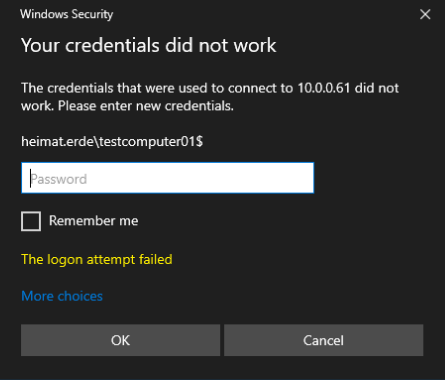 Windows Security
Your credentials did not work
The credentials that were used to connect to 10.0.0.61 did not
work. Please enter new credentials.
heimat.erde\testcomputer01$
Password
Remember me
The logon attempt failed
More choices
OK
Cancel